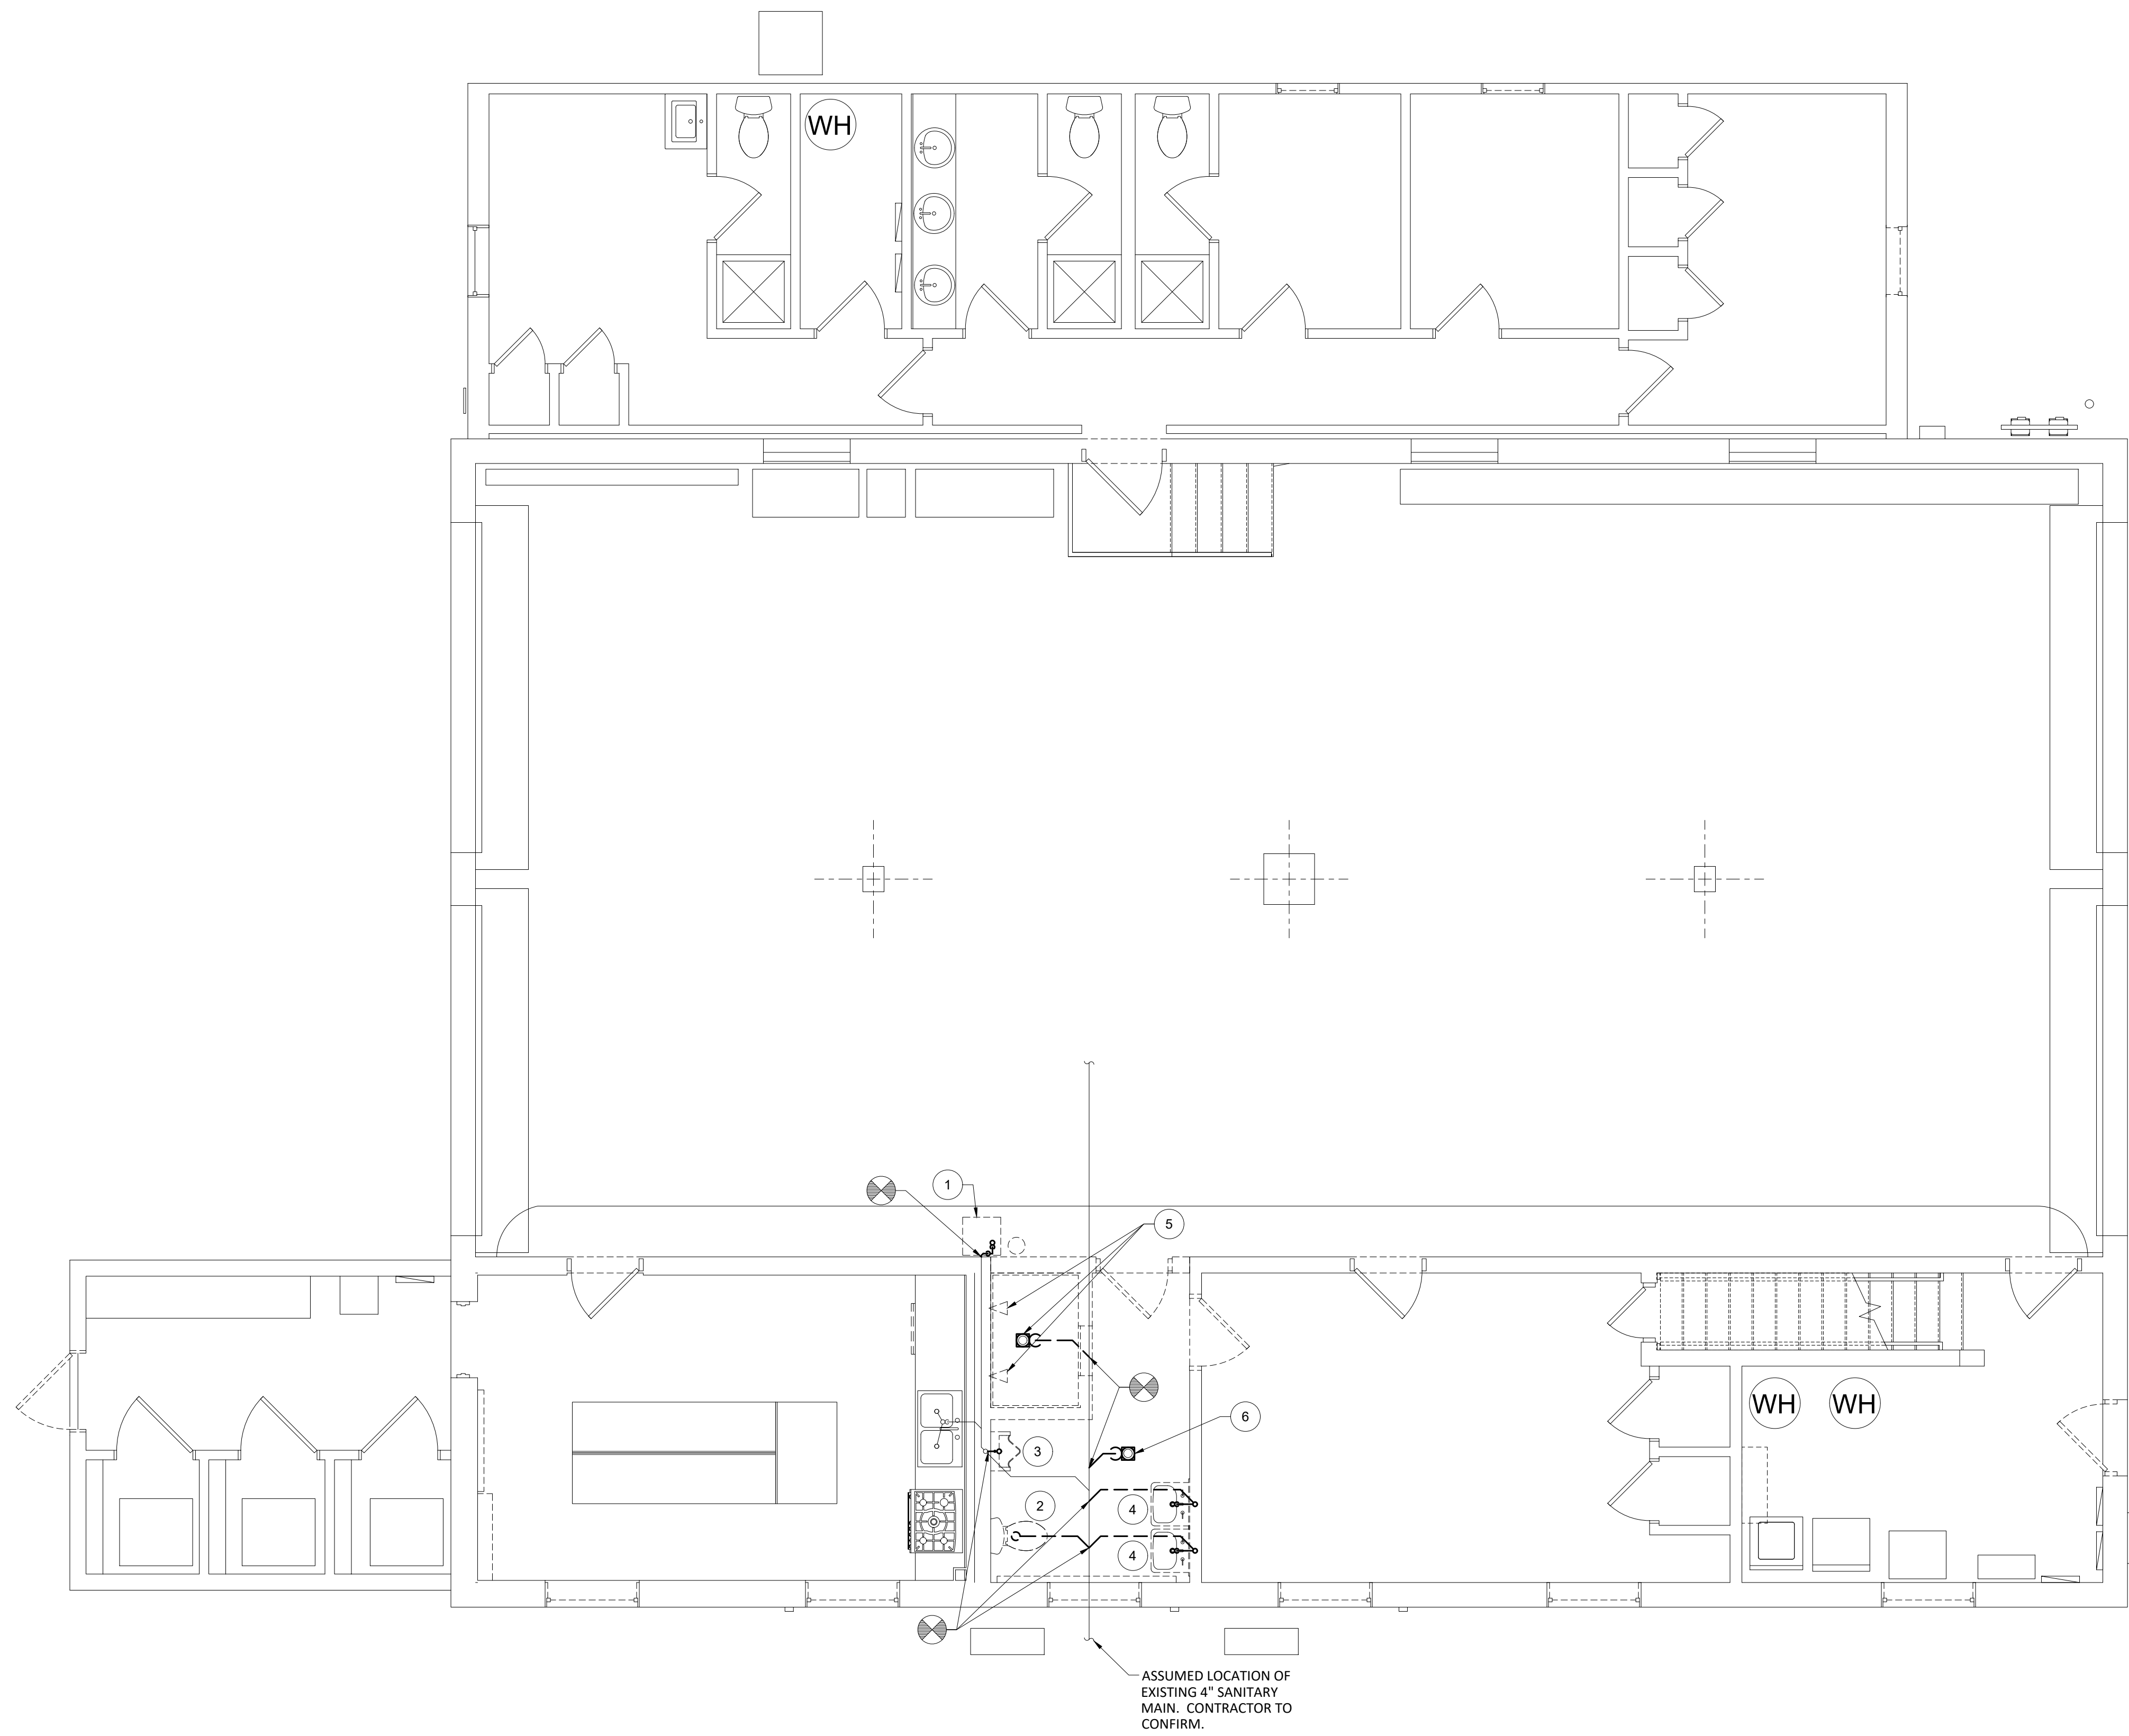 WH
1
5
WH
WH
6
3
2
4
4
ASSUMED LOCATION OF
EXISTING 4" SANITARY
MAIN. CONTRACTOR TO
CONFIRM.